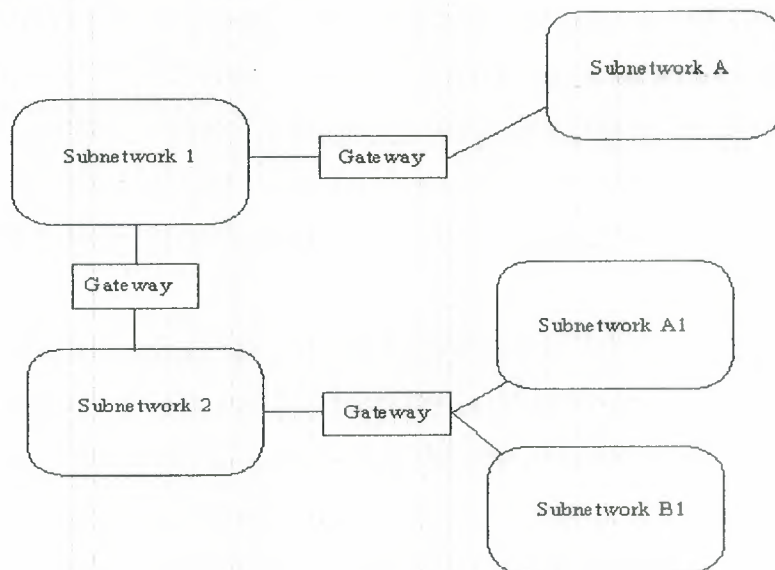 Subnetwork A
Subnetwork 1
Gateway
Gateway
Subnetwork A1
Subnetwork 2
Gateway
Subnetwork B1